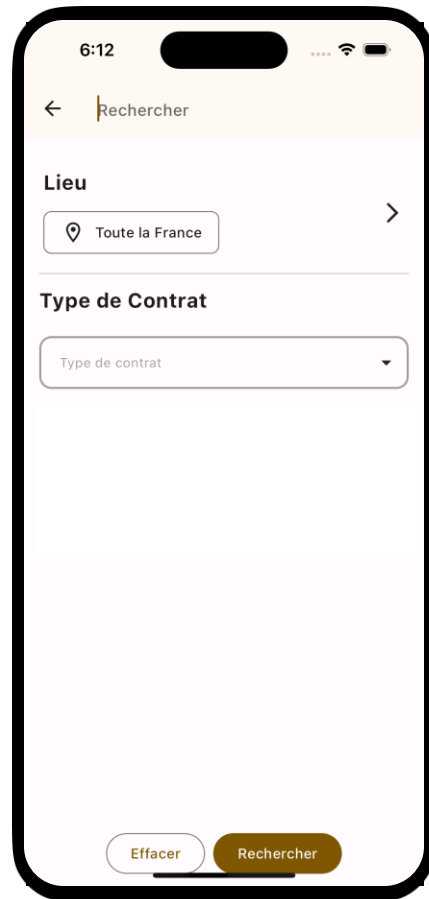 6:12
Rechercher
Lieu
Toute la France
Type de Contrat
Type de contrat
Effacer
Rechercher